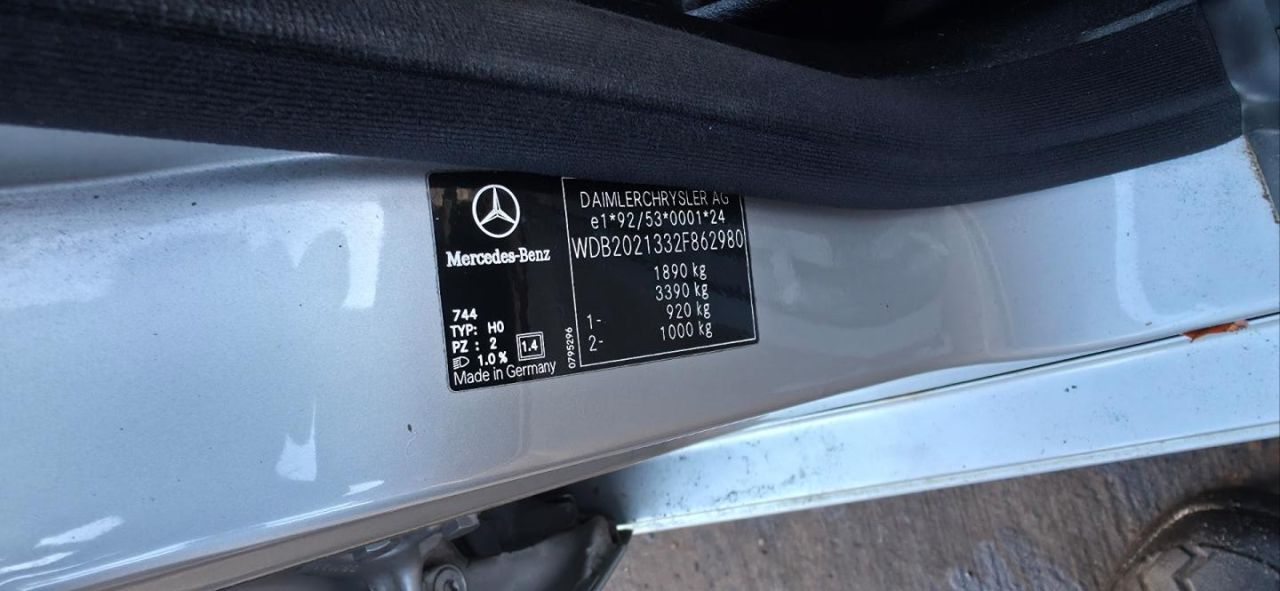 Mercedes-Benz
744
TYP: H0
PZ : 2
1.0 %
1.4
Made in Germany
0795296
DAIMLERCHRYSLER AG
e1*92/53*0001*24
WDB2021332F862980
1890 kg
3390 kg
1- 920 kg
2- 1000 kg